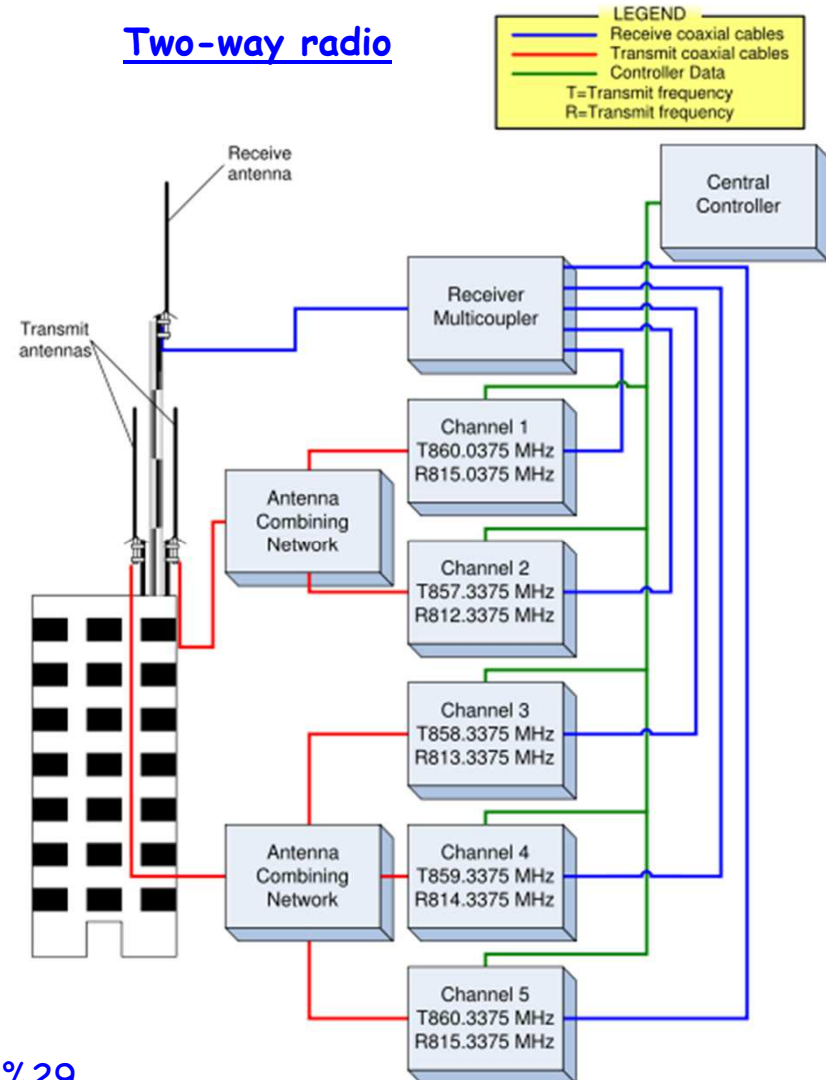 Two-way radio
LEGEND
Receive coaxial cables
Transmit coaxial cables
Controller Data
T=Transmit frequency
R=Transmit frequency
Receive
antenna
Central
Controller
Receiver
Multicoupler
Transmit
antennas
Channel 1
T860.0375 MHz
R815.0375 MHz
Antenna
Combining
Network
Channel 2
T857.3375 MHz
R812.3375 MHz
Channel 3
T858.3375 MHz
R813.3375 MHz
Antenna
Combining
Network
Channel 4
T859.3375 MHz
R814.3375 MHz
Channel 5
T860.3375 MHz
R815.3375 MHz
%29